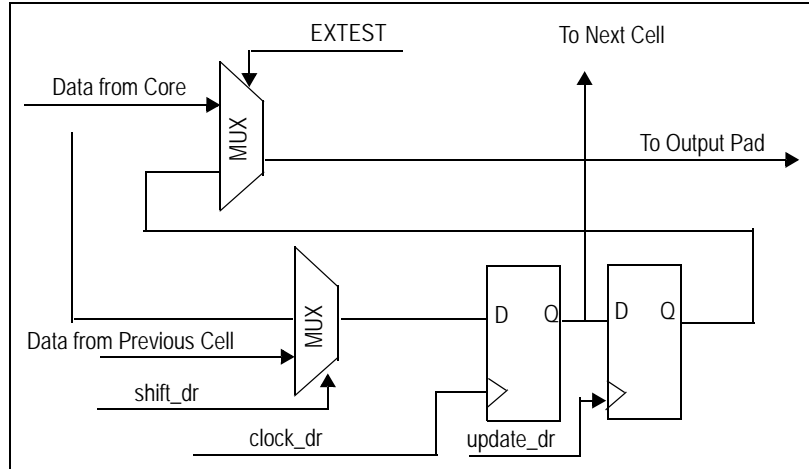 EXTEST
To Next Cell
Data from Core
MUX
To Output Pad
MUX
D Q
D Q
Data from Previous Cell
shift_dr
clock_dr
update_dr